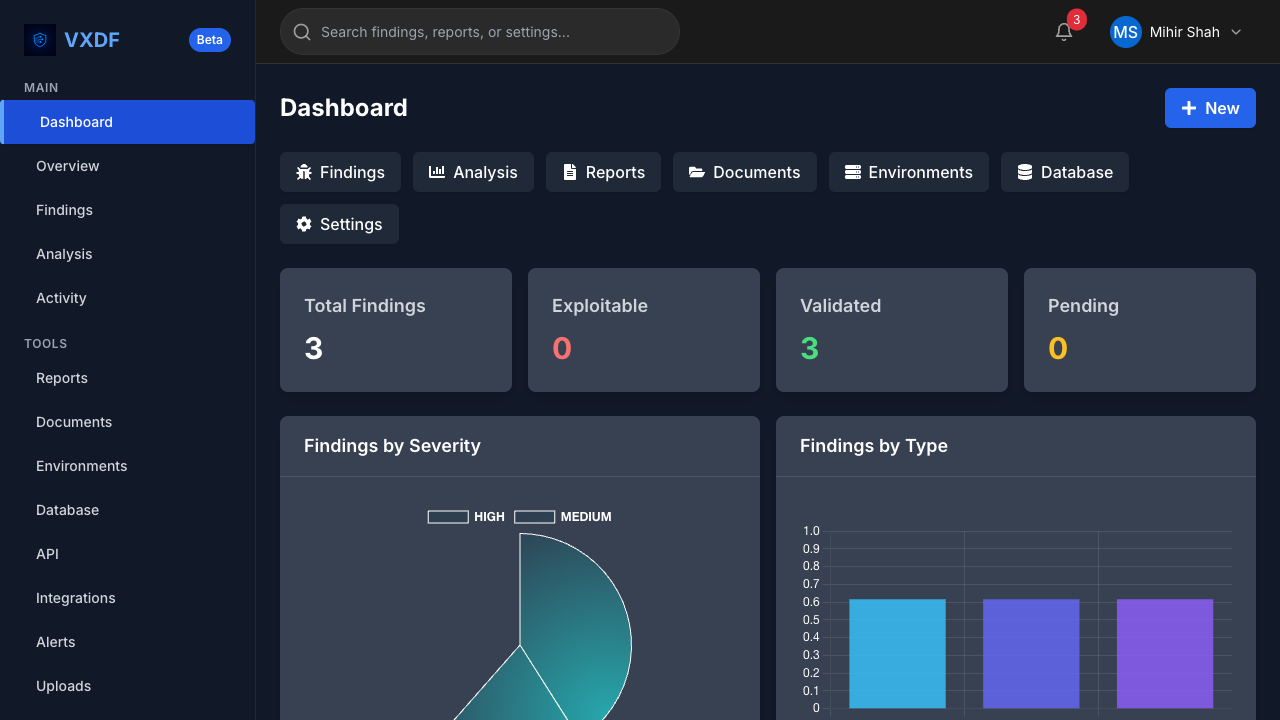 VXDF
Beta
MAIN
Dashboard
Overview
Findings
Analysis
Activity
TOOLS
Reports
Documents
Environments
Database
API
Integrations
Alerts
Uploads
Search findings, reports, or settings...
3
MS
Mihir Shah
Dashboard
New
Findings
Analysis
Reports
Documents
Environments
Database
Settings
Total Findings
3
Exploitable
0
Validated
3
Pending
0
Findings by Severity
HIGH
MEDIUM
Findings by Type
1.0
0.9
0.8
0.7
0.6
0.5
0.4
0.3
0.2
0.1
0